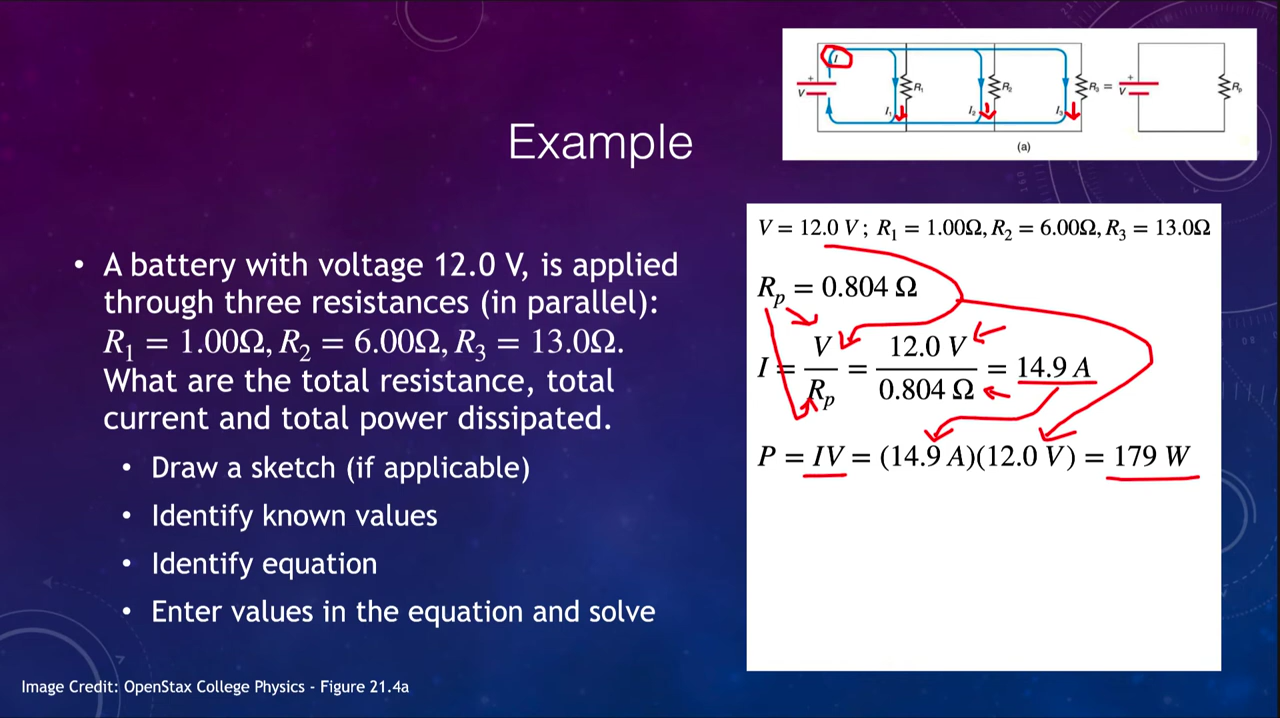 Example
+
V
I
I₁
R₁
I₂
R₂
I₃
R₃
=
+
V
Rₚ
(a)
• A battery with voltage 12.0 V, is applied
through three resistances (in parallel):
R₁ = 1.00Ω, R₂ = 6.00Ω, R₃ = 13.0Ω.
What are the total resistance, total
current and total power dissipated.
• Draw a sketch (if applicable)
• Identify known values
• Identify equation
• Enter values in the equation and solve
V = 12.0 V ; R₁ = 1.00Ω, R₂ = 6.00Ω, R₃ = 13.0Ω
Rₚ = 0.804 Ω
I = V/Rₚ = 12.0 V/0.804 Ω = 14.9 A
P = IV = (14.9 A)(12.0 V) = 179 W
Image Credit: OpenStax College Physics - Figure 21.4a